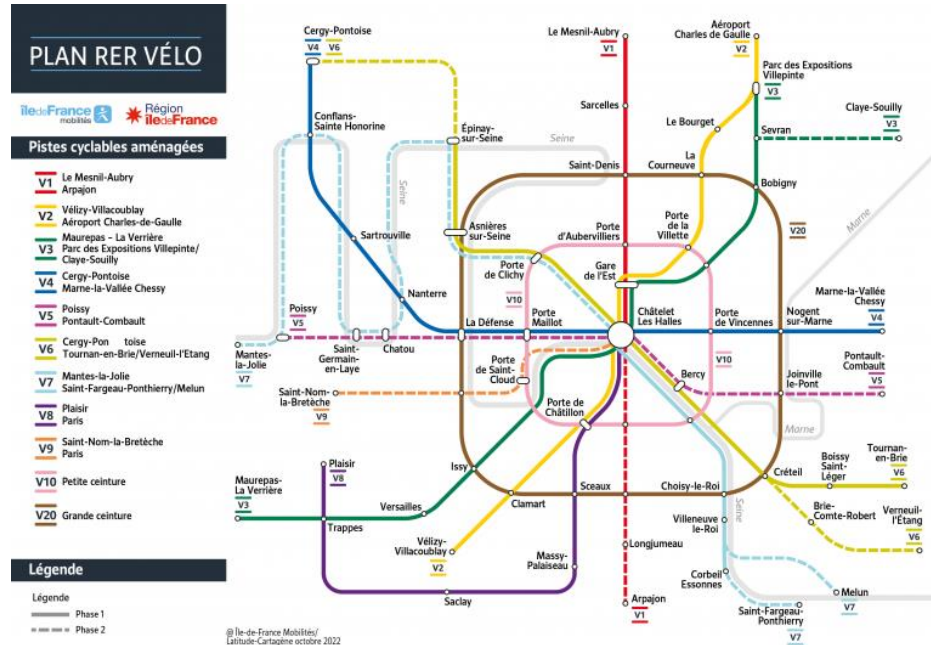 PLAN RER VÉLO
îledeFrance
mobilités
Région
îledeFrance
Pistes cyclables aménagées
V1
Le Mesnil-Aubry
Arpajon
V2
Vélizy-Villacoublay
Aéroport Charles-de-Gaulle
V3
Maurepas – La Verrière
Parc des Expositions Villepinte/
Claye-Souilly
V4
Cergy-Pontoise
Marne-la-Vallée Chessy
V5
Poissy
Pontault-Combault
V6
Cergy-Pon toise
Tournan-en-Brie/Verneuil-l'Etang
V7
Mantes-la-Jolie
Saint-Fargeau-Ponthierry/Melun
V8
Plaisir
Paris
V9
Saint-Nom-la-Bretèche
Paris
V10
Petite ceinture
V20
Grande ceinture
Légende
Légende
Phase 1
Phase 2
@ Île-de-France Mobilités/
Latitude-Cartagène octobre 2022
Cergy-Pontoise
V4
V6
Le Mesnil-Aubry
V1
Aéroport
Charles de Gaulle
V2
Parc des Expositions
Villepinte
V3
Claye-Souilly
V3
Sarcelles
Le Bourget
Sevran
Conflans-
Sainte Honorine
Épinay-
sur-Seine
Seine
Seine
Saint-Denis
La
Courneuve
Bobigny
Marne
V20
Asnières
sur-Seine
Porte
d'Aubervilliers
Porte
de la
Villette
Sartrouville
Porte
de Clichy
Gare
de l'Est
V10
Nanterre
Marne-la-Vallée
Chessy
V4
Poissy
V5
La Défense
Porte
Maillot
Châtelet
Les Halles
Porte
de Vincennes
Nogent
sur-Marne
Mantes-
la-Jolie
V7
Saint-
Germain-
en-Laye
Chatou
Porte
de Saint-
Cloud
V10
Bercy
Joinville
le-Pont
Pontault-
Combault
V5
Saint-Nom-
la-Bretèche
V9
Porte de
Châtillon
Marne
Plaisir
V8
Issy
Créteil
Boissy
Saint-
Léger
Tournan-
en-Brie
V6
Maurepas-
La Verrière
V3
Versailles
Clamart
Sceaux
Choisy-le-Roi
Trappes
Seine
Brie-
Comte-Robert
Verneuil-
l'Étang
V6
Vélizy-
Villacoublay
V2
Villeneuve
le-Roi
Longjumeau
Massy-
Palaiseau
Corbeil
Essonnes
Saclay
Arpajon
V1
Melun
V7
Saint-Fargeau-
Ponthierry
V7